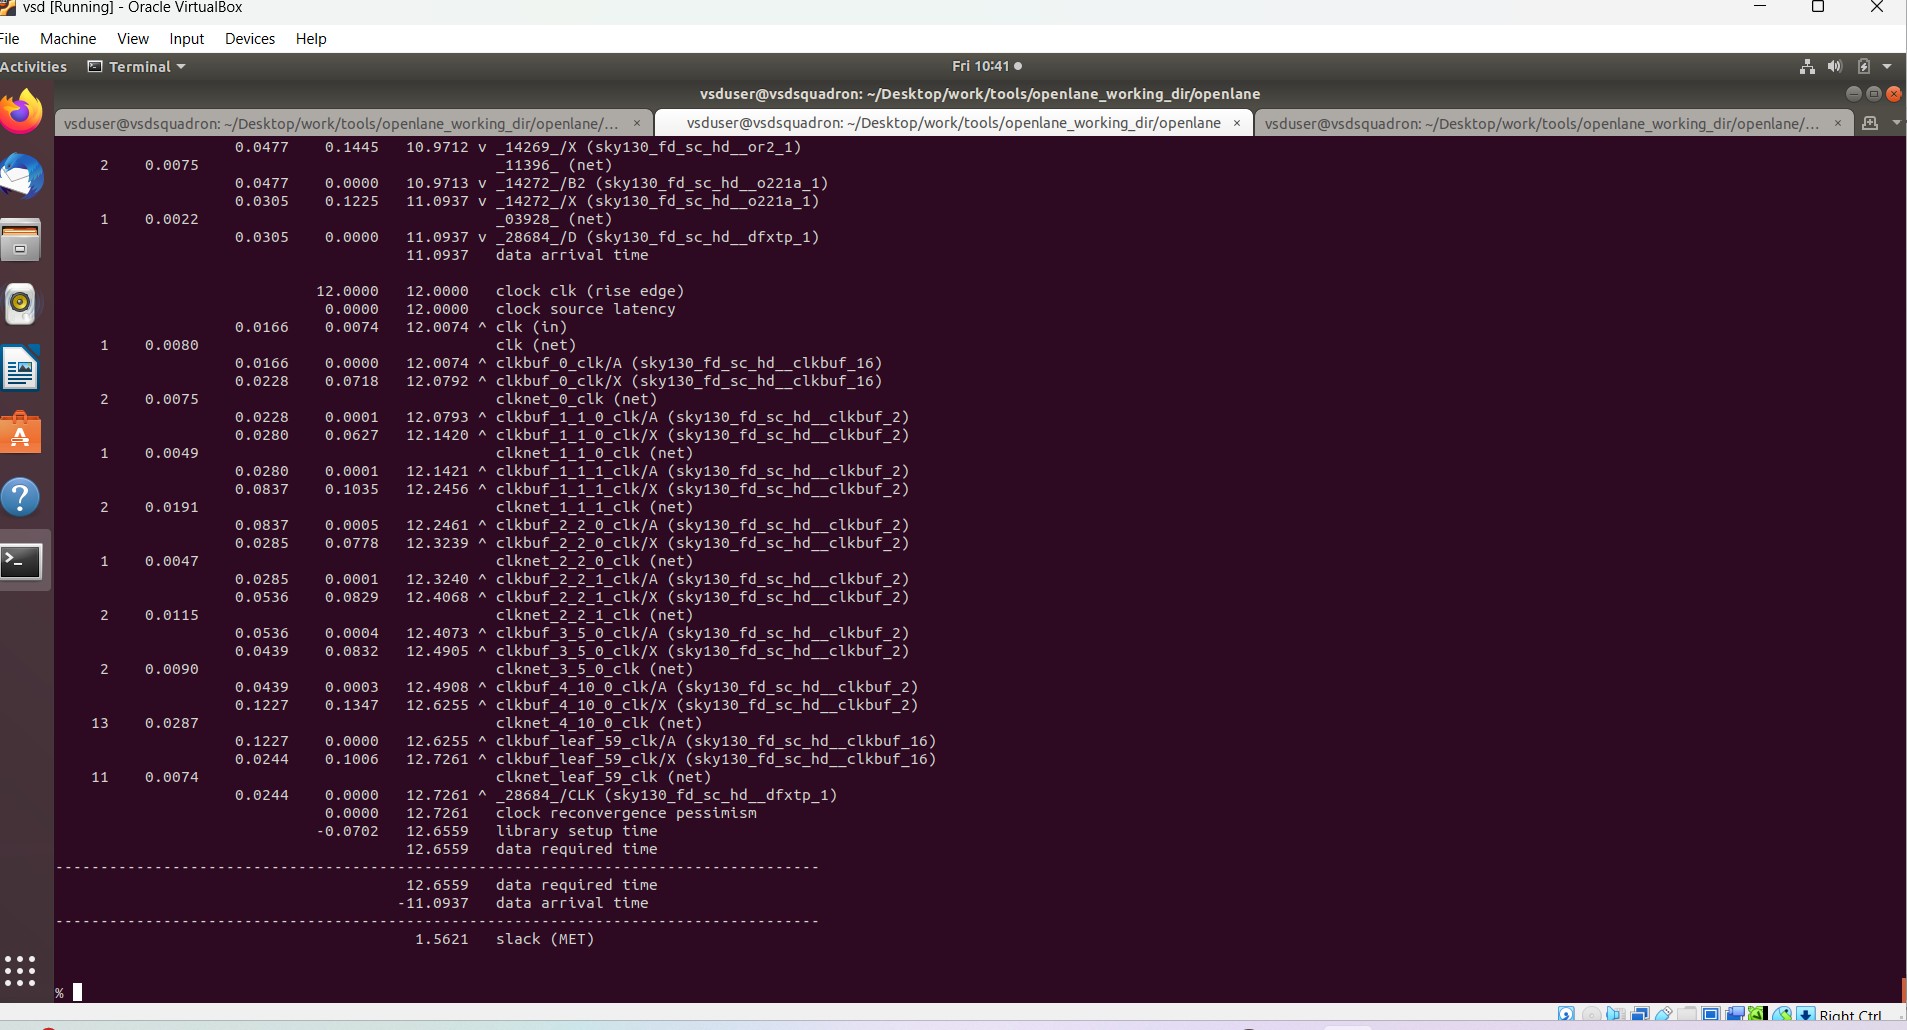 vsd [Running] - Oracle VirtualBox
File Machine View Input Devices Help
Activities Terminal Fri 10:41
vsduser@vsdsquadron: ~/Desktop/work/tools/openlane_working_dir/openlane
vsduser@vsdsquadron: ~/Desktop/work/tools/openlane_working_dir/openlane/... × vsduser@vsdsquadron: ~/Desktop/work/tools/openlane_working_dir/openlane × vsduser@vsdsquadron: ~/Desktop/work/tools/openlane_working_dir/openlane/... ×
0.0477 0.1445 10.9712 v _14269_/X (sky130_fd_sc_hd__or2_1)
2 0.0075 _11396_ (net)
0.0477 0.0000 10.9713 v _14272_/B2 (sky130_fd_sc_hd__o221a_1)
0.0305 0.1225 11.0937 v _14272_/X (sky130_fd_sc_hd__o221a_1)
1 0.0022 _03928_ (net)
0.0305 0.0000 11.0937 v _28684_/D (sky130_fd_sc_hd__dfxtp_1)
11.0937 data arrival time
12.0000 12.0000 clock clk (rise edge)
0.0000 12.0000 clock source latency
0.0166 0.0074 12.0074 ^ clk (in)
1 0.0080 clk (net)
0.0166 0.0000 12.0074 ^ clkbuf_0_clk/A (sky130_fd_sc_hd__clkbuf_16)
0.0228 0.0718 12.0792 ^ clkbuf_0_clk/X (sky130_fd_sc_hd__clkbuf_16)
2 0.0075 clknet_0_clk (net)
0.0228 0.0001 12.0793 ^ clkbuf_1_1_0_clk/A (sky130_fd_sc_hd__clkbuf_2)
0.0280 0.0627 12.1420 ^ clkbuf_1_1_0_clk/X (sky130_fd_sc_hd__clkbuf_2)
1 0.0049 clknet_1_1_0_clk (net)
0.0280 0.0001 12.1421 ^ clkbuf_1_1_1_clk/A (sky130_fd_sc_hd__clkbuf_2)
0.0837 0.1035 12.2456 ^ clkbuf_1_1_1_clk/X (sky130_fd_sc_hd__clkbuf_2)
2 0.0191 clknet_1_1_1_clk (net)
0.0837 0.0005 12.2461 ^ clkbuf_2_2_0_clk/A (sky130_fd_sc_hd__clkbuf_2)
0.0285 0.0778 12.3239 ^ clkbuf_2_2_0_clk/X (sky130_fd_sc_hd__clkbuf_2)
1 0.0047 clknet_2_2_0_clk (net)
0.0285 0.0001 12.3240 ^ clkbuf_2_2_1_clk/A (sky130_fd_sc_hd__clkbuf_2)
0.0536 0.0829 12.4068 ^ clkbuf_2_2_1_clk/X (sky130_fd_sc_hd__clkbuf_2)
2 0.0115 clknet_2_2_1_clk (net)
0.0536 0.0004 12.4073 ^ clkbuf_3_5_0_clk/A (sky130_fd_sc_hd__clkbuf_2)
0.0439 0.0832 12.4905 ^ clkbuf_3_5_0_clk/X (sky130_fd_sc_hd__clkbuf_2)
2 0.0090 clknet_3_5_0_clk (net)
0.0439 0.0003 12.4908 ^ clkbuf_4_10_0_clk/A (sky130_fd_sc_hd__clkbuf_2)
0.1227 0.1347 12.6255 ^ clkbuf_4_10_0_clk/X (sky130_fd_sc_hd__clkbuf_2)
13 0.0287 clknet_4_10_0_clk (net)
0.1227 0.0000 12.6255 ^ clkbuf_leaf_59_clk/A (sky130_fd_sc_hd__clkbuf_16)
0.0244 0.1006 12.7261 ^ clkbuf_leaf_59_clk/X (sky130_fd_sc_hd__clkbuf_16)
11 0.0074 clknet_leaf_59_clk (net)
0.0244 0.0000 12.7261 ^ _28684_/CLK (sky130_fd_sc_hd__dfxtp_1)
0.0000 12.7261 clock reconvergence pessimism
-0.0702 12.6559 library setup time
12.6559 data required time
-------------------------------------------------------------------------------------
12.6559 data required time
-11.0937 data arrival time
-------------------------------------------------------------------------------------
1.5621 slack (MET)
%
Right Ctrl